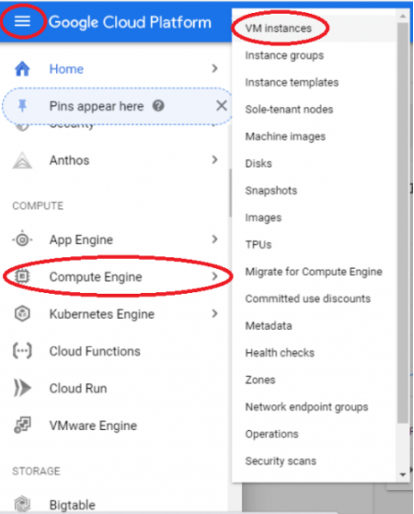 Google Cloud Platform
Home
Pins appear here
Security
Anthos
COMPUTE
App Engine
Compute Engine
Kubernetes Engine
Cloud Functions
Cloud Run
VMware Engine
STORAGE
Bigtable
VM instances
Instance groups
Instance templates
Sole-tenant nodes
Machine images
Disks
Snapshots
Images
TPUs
Migrate for Compute Engine
Committed use discounts
Metadata
Health checks
Zones
Network endpoint groups
Operations
Security scans